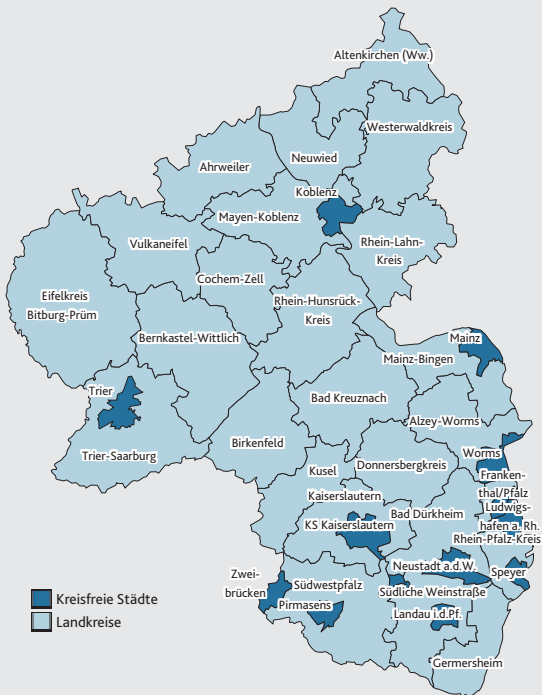 Altenkirchen (Ww.)
Westerwaldkreis
Neuwied
Ahrweiler
Koblenz
Mayen-Koblenz
Vulkaneifel
Rhein-Lahn-
Kreis
Cochem-Zell
Eifelkreis
Bitburg-Prüm
Rhein-Hunsrück-
Kreis
Bernkastel-Wittlich
Mainz
Mainz-Bingen
Trier
Bad Kreuznach
Alzey-Worms
Birkenfeld
Trier-Saarburg
Worms
Donnersbergkreis
Kusel
Franken-
thal/Pfalz
Kaiserslautern
Ludwigs-
hafen a. Rh.
Bad Dürkheim
KS Kaiserslautern
Rhein-Pfalz-Kreis
Neustadt a.d.W.
Speyer
Zwei-
brücken
Südwestpfalz
Südliche Weinstraße
Pirmasens
Landau i.d.Pf.
Germersheim
Kreisfreie Städte
Landkreise